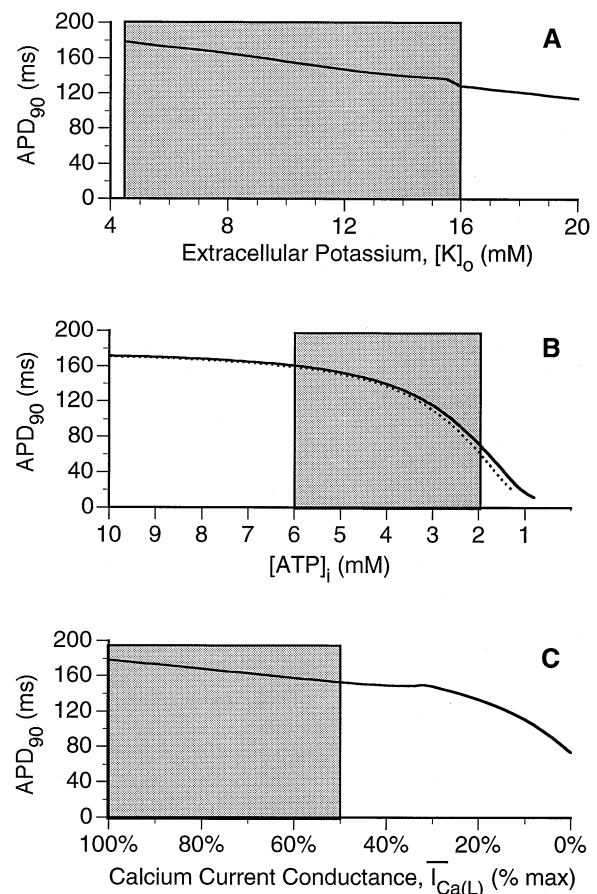 A
200
160
120
80
40
0
APD90 (ms)
4 8 12 16 20
Extracellular Potassium, [K]o (mM)
B
200
160
120
80
40
0
APD90 (ms)
10 9 8 7 6 5 4 3 2 1
[ATP]i (mM)
C
200
160
120
80
40
0
APD90 (ms)
100% 80% 60% 40% 20% 0%
Calcium Current Conductance, ICa(L) (% max)